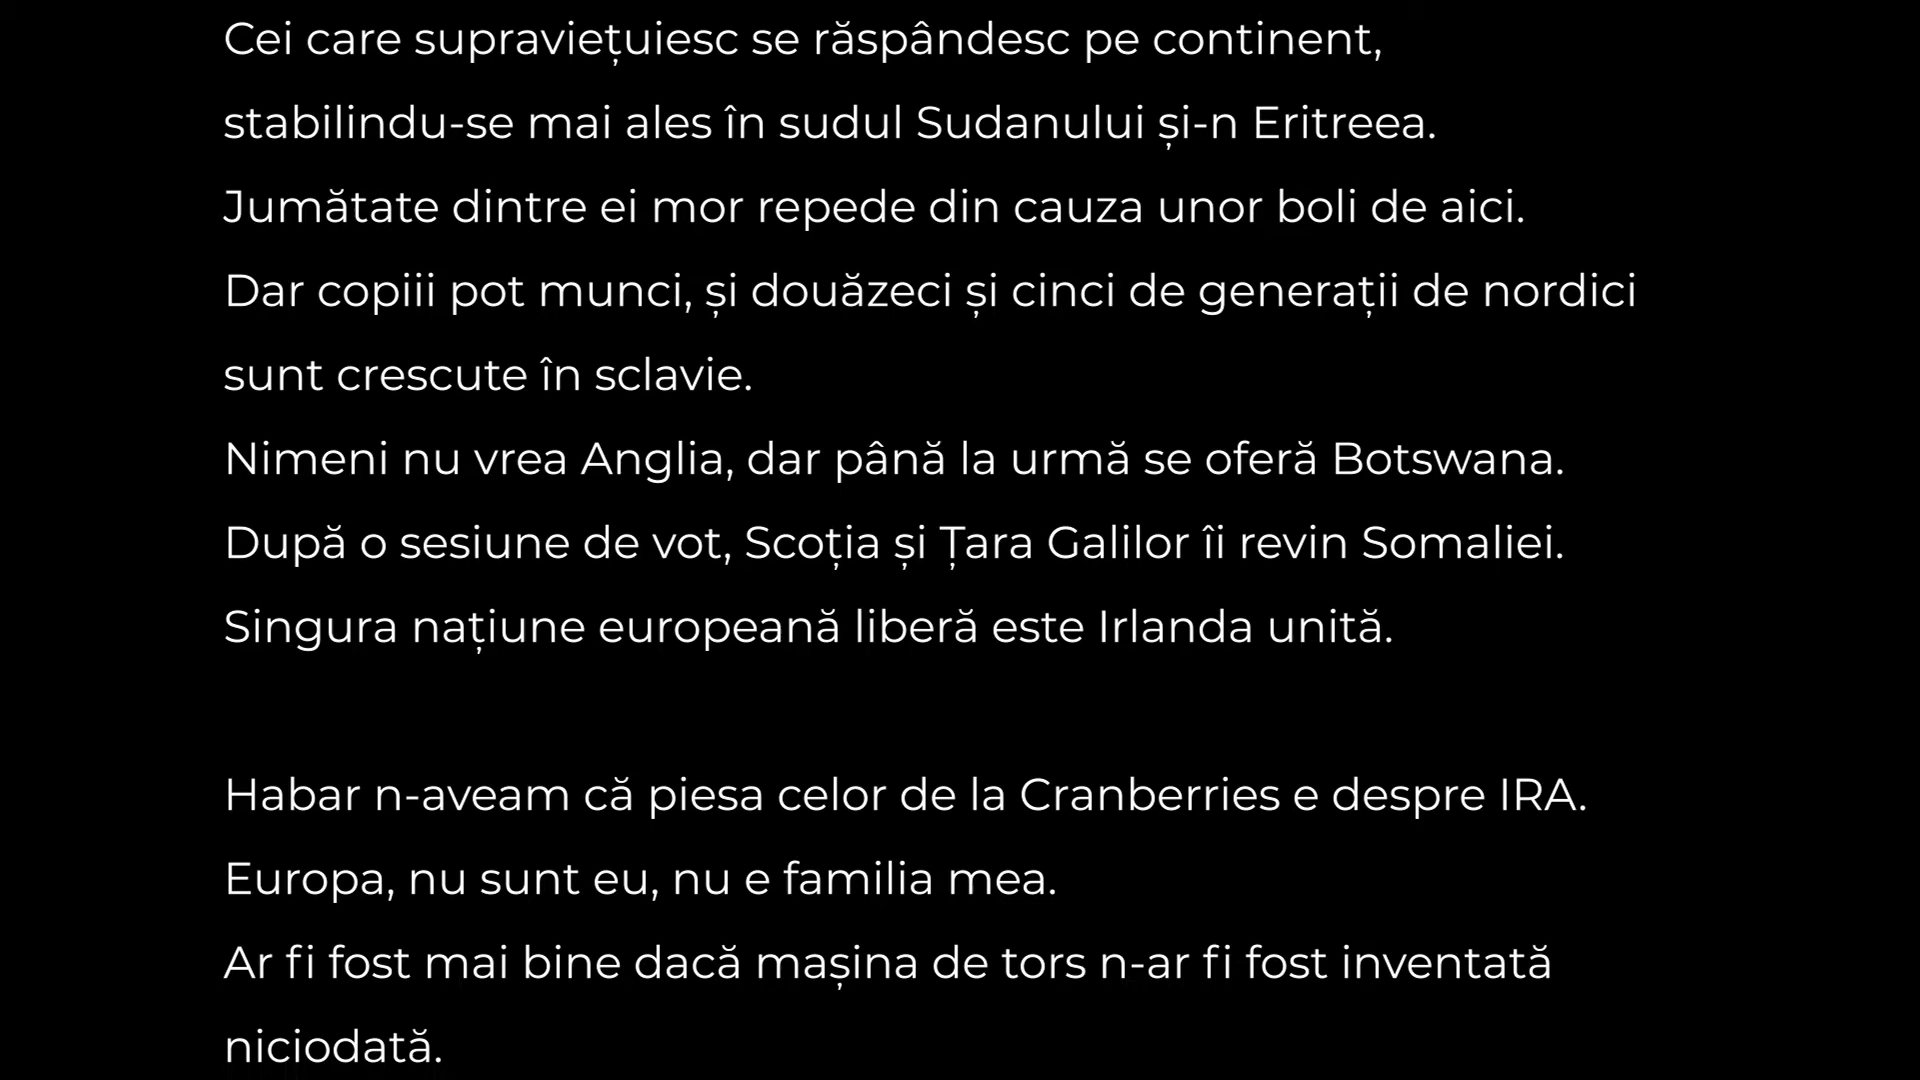 Cei care supraviețuiesc se răspândesc pe continent,
stabilindu-se mai ales în sudul Sudanului și-n Eritreea.
Jumătate dintre ei mor repede din cauza unor boli de aici.
Dar copiii pot munci, și douăzeci și cinci de generații de nordici
sunt crescute în sclavie.
Nimeni nu vrea Anglia, dar până la urmă se oferă Botswana.
După o sesiune de vot, Scoția și Țara Galilor îi revin Somaliei.
Singura națiune europeană liberă este Irlanda unită.

Habar n-aveam că piesa celor de la Cranberries e despre IRA.
Europa, nu sunt eu, nu e familia mea.
Ar fi fost mai bine dacă mașina de tors n-ar fi fost inventată
niciodată.